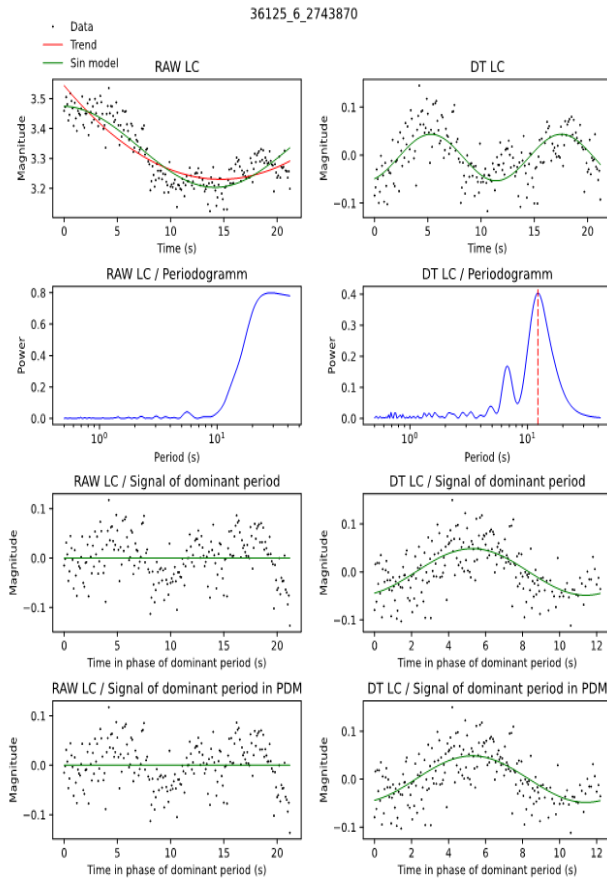 36125_6_2743870
Data
Trend
Sin model
RAW LC
Magnitude
3.5
3.4
3.3
3.2
0 5 10 15 20
Time (s)
DT LC
Magnitude
0.1
0.0
−0.1
0 5 10 15 20
Time (s)
RAW LC / Periodogramm
Power
0.8
0.6
0.4
0.2
0.0
10⁰ 10¹
Period (s)
DT LC / Periodogramm
Power
0.4
0.3
0.2
0.1
0.0
10⁰ 10¹
Period (s)
RAW LC / Signal of dominant period
Magnitude
0.1
0.0
−0.1
0 5 10 15 20
Time in phase of dominant period (s)
DT LC / Signal of dominant period
Magnitude
0.1
0.0
−0.1
0 2 4 6 8 10 12
Time in phase of dominant period (s)
RAW LC / Signal of dominant period in PDM
Magnitude
0.1
0.0
−0.1
0 5 10 15 20
Time in phase of dominant period (s)
DT LC / Signal of dominant period in PDM
Magnitude
0.1
0.0
−0.1
0 2 4 6 8 10 12
Time in phase of dominant period (s)